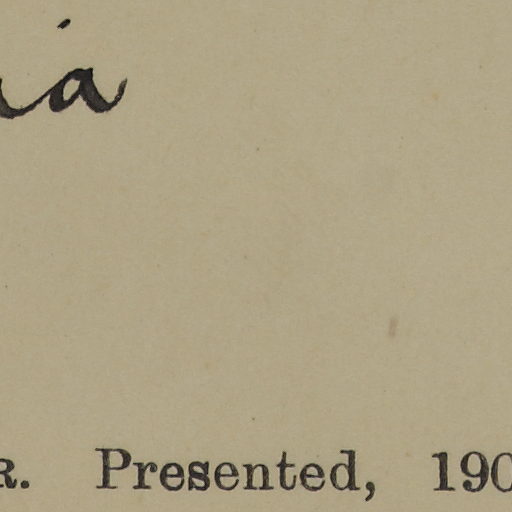 ia
R. Presented, 190